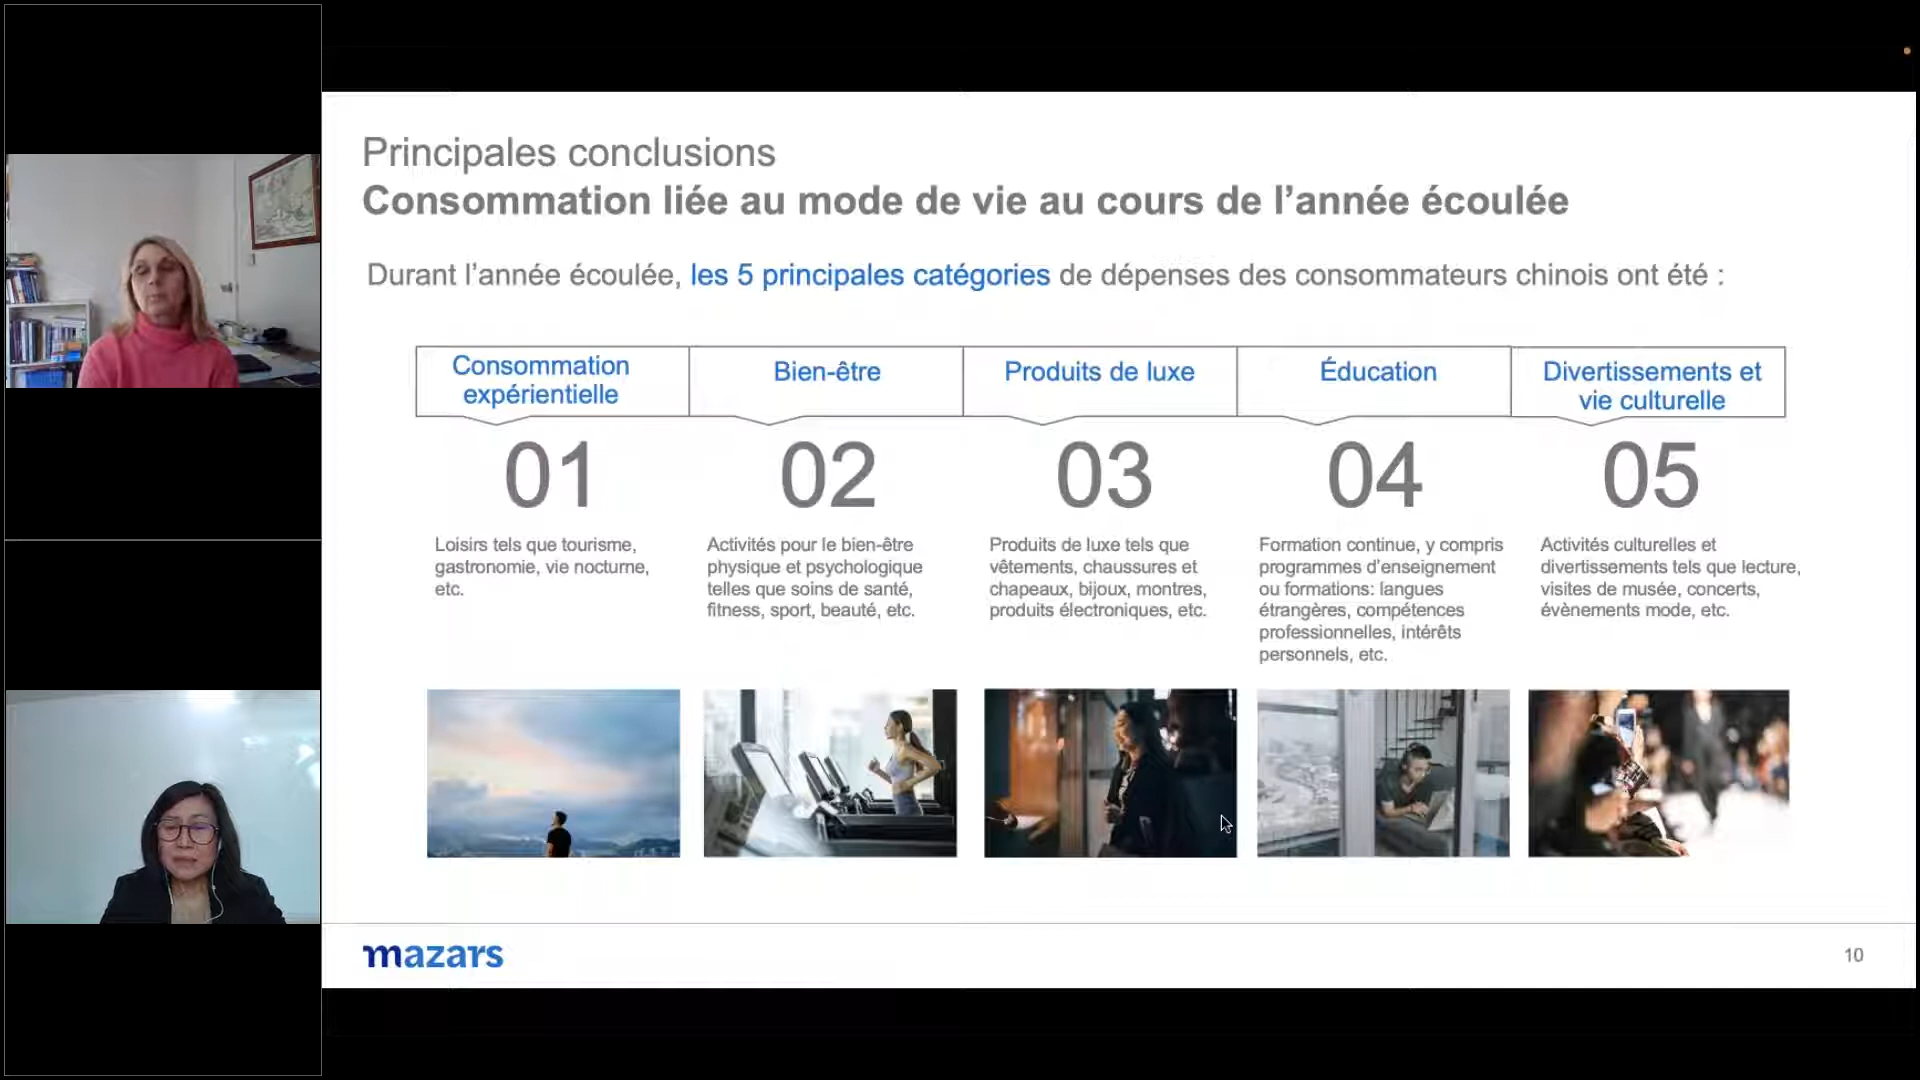 Principales conclusions
Consommation liée au mode de vie au cours de l’année écoulée
Durant l’année écoulée, les 5 principales catégories de dépenses des consommateurs chinois ont été :
Consommation
expérientielle
01
Loisirs tels que tourisme,
gastronomie, vie nocturne,
etc.
Bien-être
02
Activités pour le bien-être
physique et psychologique
telles que soins de santé,
fitness, sport, beauté, etc.
Produits de luxe
03
Produits de luxe tels que
vêtements, chaussures et
chapeaux, bijoux, montres,
produits électroniques, etc.
Éducation
04
Formation continue, y compris
programmes d’enseignement
ou formations: langues
étrangères, compétences
professionnelles, intérêts
personnels, etc.
Divertissements et
vie culturelle
05
Activités culturelles et
divertissements tels que lecture,
visites de musée, concerts,
évènements mode, etc.
mazars
10